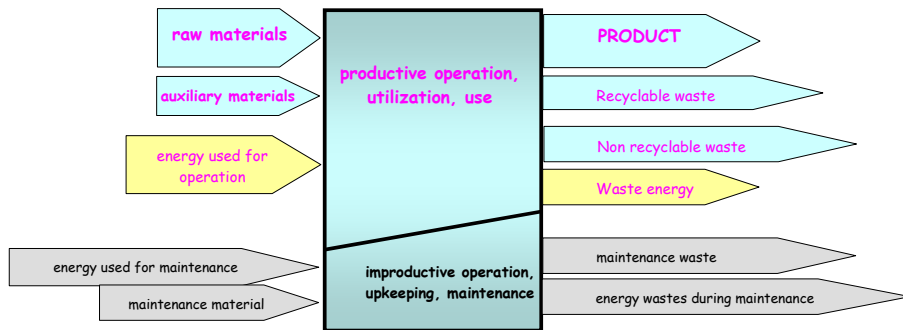 raw materials
auxiliary materials
energy used for
operation
energy used for maintenance
maintenance material
productive operation,
utilization, use
improductive operation,
upkeeping, maintenance
PRODUCT
Recyclable waste
Non recyclable waste
Waste energy
maintenance waste
energy wastes during maintenance